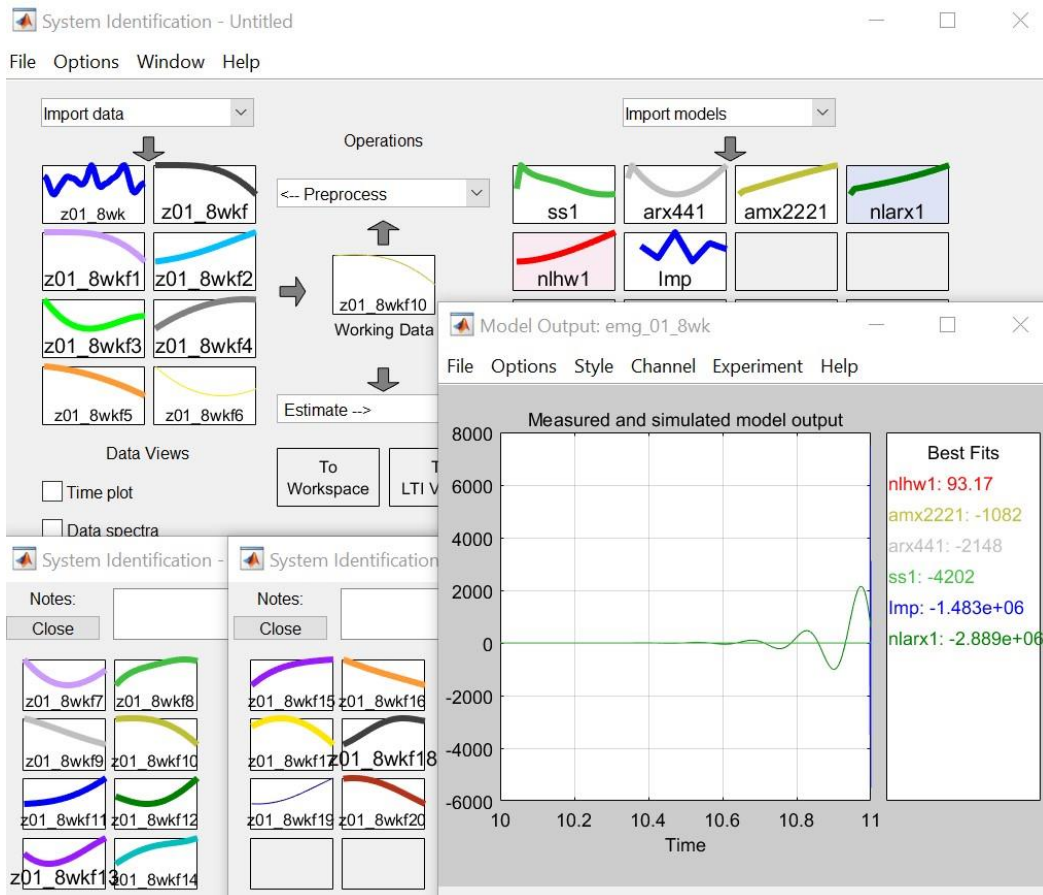 System Identification - Untitled
File Options Window Help
Import data
Import models
Operations
<-- Preprocess
z01_8wk z01_8wkf
ss1 arx441 amx2221 nlarx1
z01_8wkf1 z01_8wkf2
z01_8wkf10
nlhw1 Imp
Working Data
z01_8wkf3 z01_8wkf4
z01_8wkf5 z01_8wkf6
Estimate -->
Data Views
Time plot
Data spectra
To
Workspace
T
LTI V
Model Output: emg_01_8wk
File Options Style Channel Experiment Help
Measured and simulated model output
8000
6000
4000
2000
0
-2000
-4000
-6000
10 10.2 10.4 10.6 10.8 11
Time
Best Fits
nlhw1: 93.17
amx2221: -1082
arx441: -2148
ss1: -4202
Imp: -1.483e+06
nlarx1: -2.889e+06
System Identification -
Notes:
Close
z01_8wkf7 z01_8wkf8
z01_8wkf9 z01_8wkf10
z01_8wkf11 z01_8wkf12
z01_8wkf13 z01_8wkf14
System Identification
Notes:
Close
z01_8wkf15 z01_8wkf16
z01_8wkf17 z01_8wkf18
z01_8wkf19 z01_8wkf20